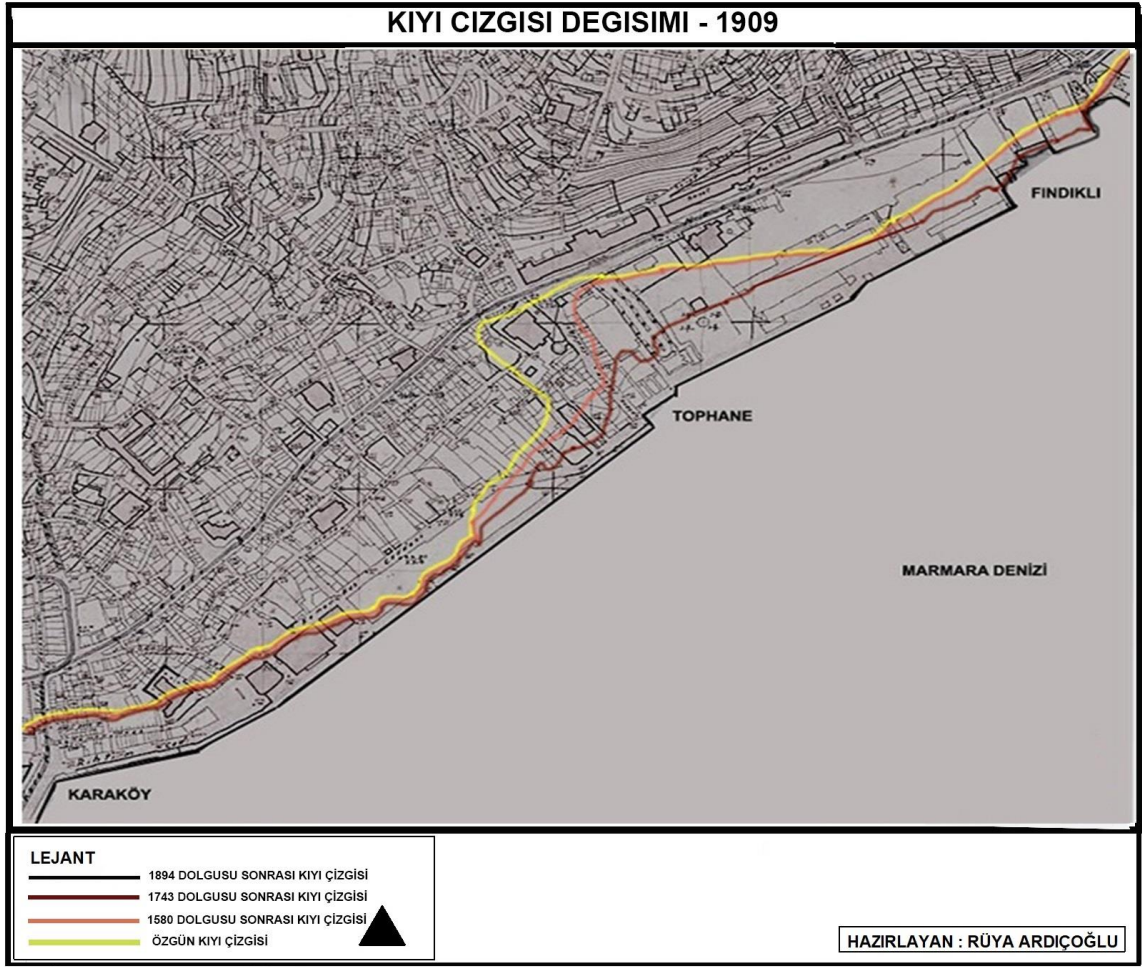 KIYI CIZGISI DEGISIMI - 1909
FINDIKLI
TOPHANE
MARMARA DENİZİ
KARAKÖY
LEJANT
1894 DOLGUSU SONRASI KIYI ÇİZGİSİ
1743 DOLGUSU SONRASI KIYI ÇİZGİSİ
1580 DOLGUSU SONRASI KIYI ÇİZGİSİ
ÖZGÜN KIYI ÇİZGİSİ
HAZIRLAYAN : RÜYA ARDIÇOĞLU